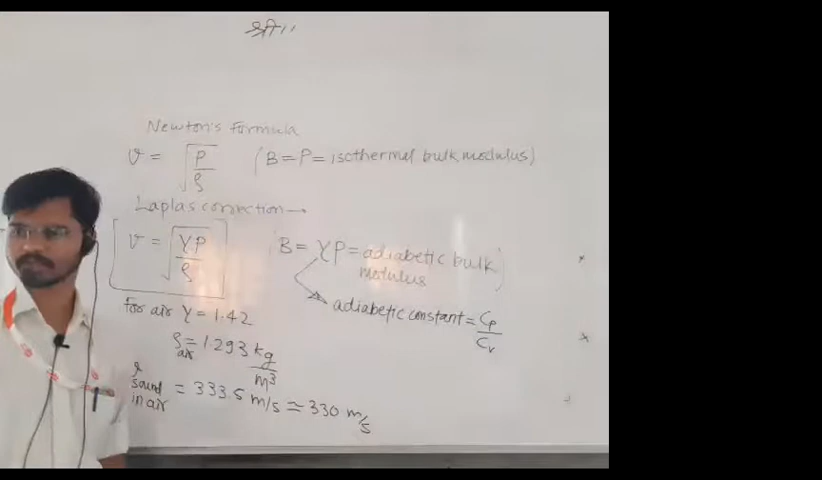 श्री ।।
Newton's Formula
v = √(P/ρ) (B = P = isothermal bulk modulus)
Laplas correction →
v = √(γP/ρ) (B = γP = adiabetic bulk
modulus)
adiabetic constant = Cp/Cv
for air γ = 1.42
ρ air = 1.293 kg/m³
sound in air = 333.5 m/s ≃ 330 m/s